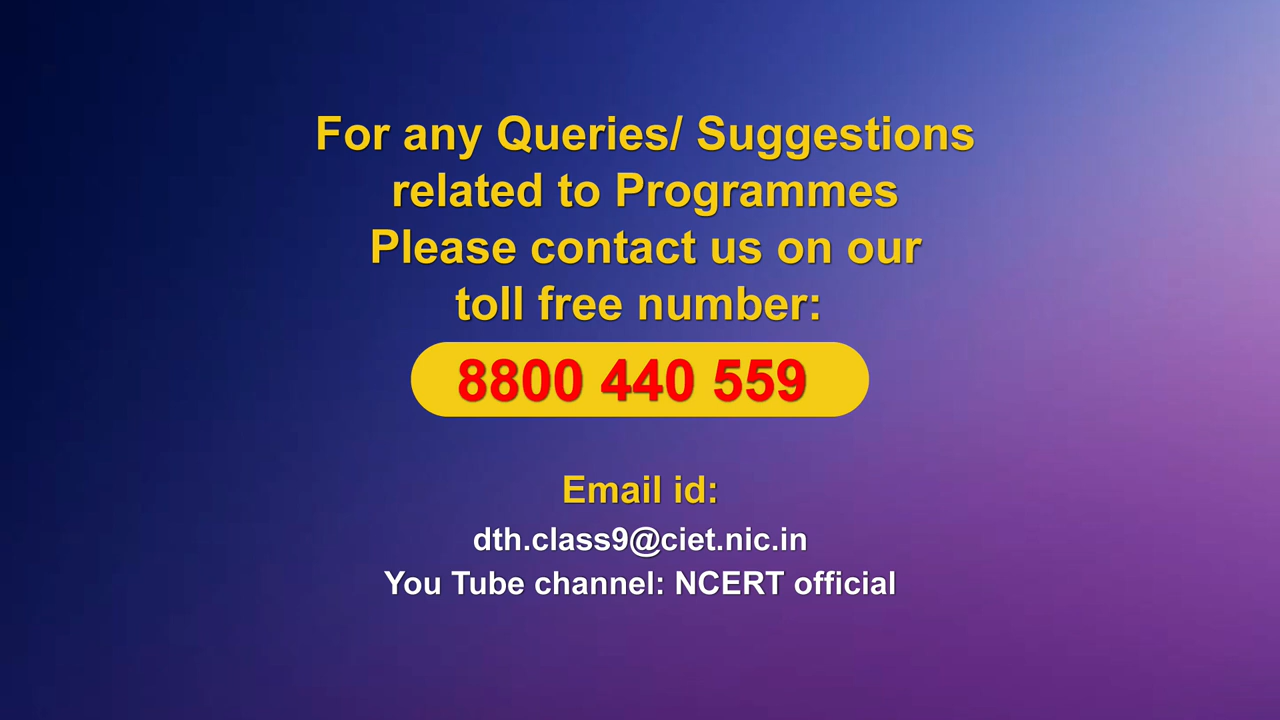 For any Queries/ Suggestions
related to Programmes
Please contact us on our
toll free number:
8800 440 559
Email id:
dth.class9@ciet.nic.in
You Tube channel: NCERT official